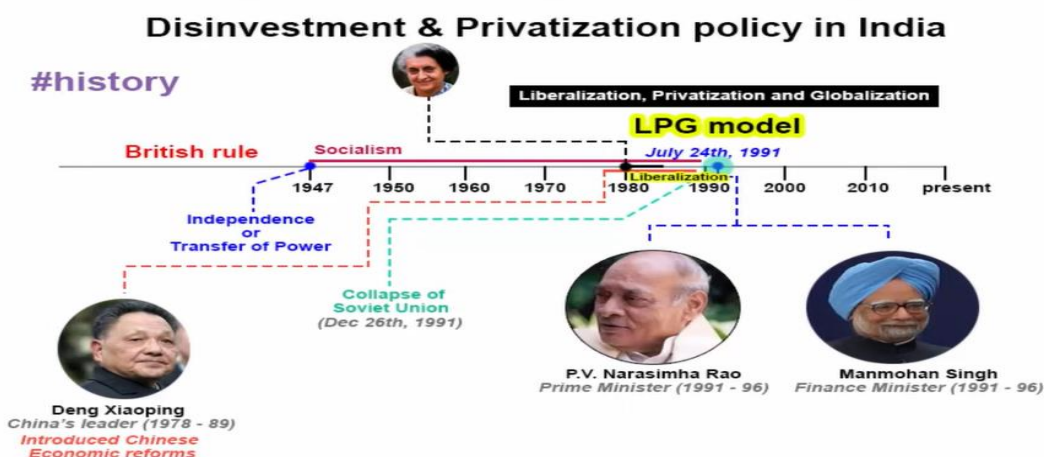 Disinvestment & Privatization policy in India
#history
Liberalization, Privatization and Globalization
LPG model
British rule
Socialism
July 24th, 1991
Liberalization
1947 1950 1960 1970 1980 1990 2000 2010 present
Independence
or
Transfer of Power
Collapse of
Soviet Union
(Dec 26th, 1991)
Deng Xiaoping
China's leader (1978 - 89)
Introduced Chinese
Economic reforms
P.V. Narasimha Rao
Prime Minister (1991 - 96)
Manmohan Singh
Finance Minister (1991 - 96)